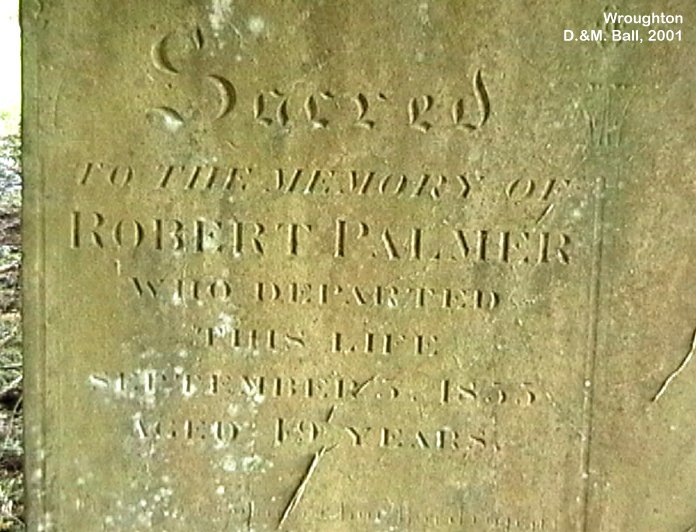 Wroughton
D.&M. Ball, 2001
Sacred
TO THE MEMORY OF
ROBERT PALMER
WHO DEPARTED
THIS LIFE
SEPTEMBER 5, 1855
AGED 49 YEARS.